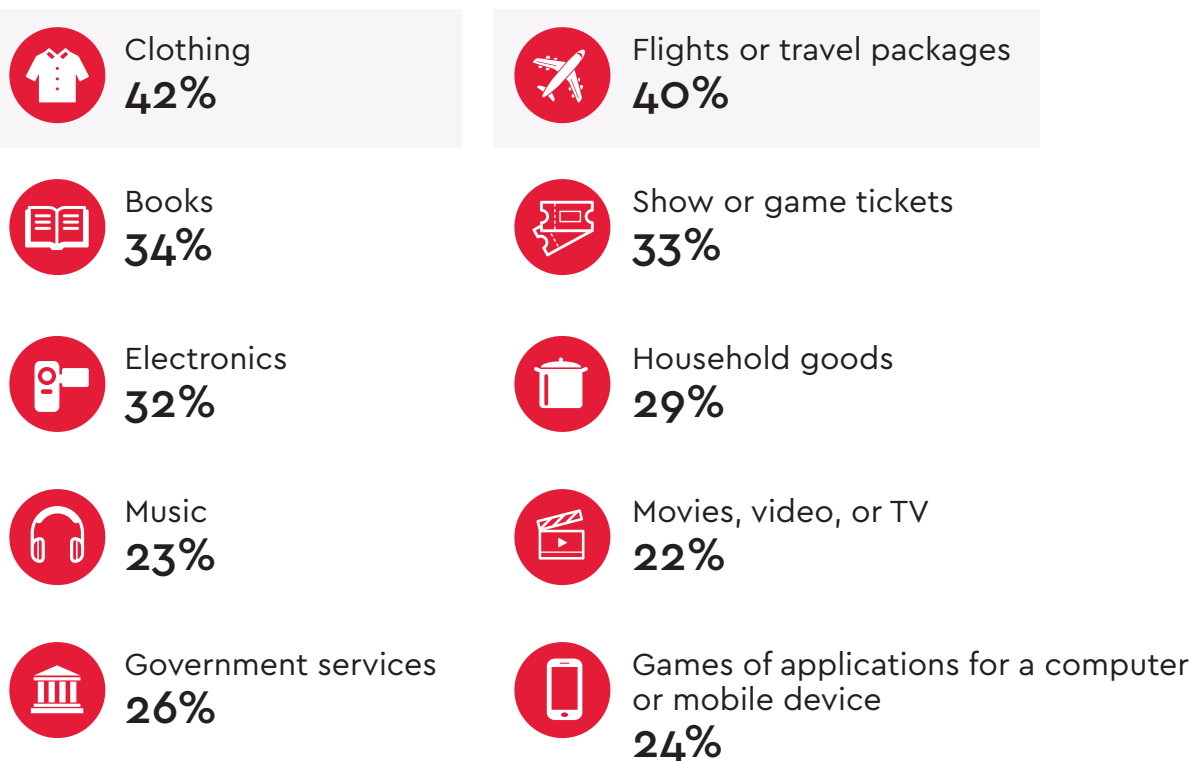 Clothing
42%
Flights or travel packages
40%
Books
34%
Show or game tickets
33%
Electronics
32%
Household goods
29%
Music
23%
Movies, video, or TV
22%
Government services
26%
Games of applications for a computer
or mobile device
24%